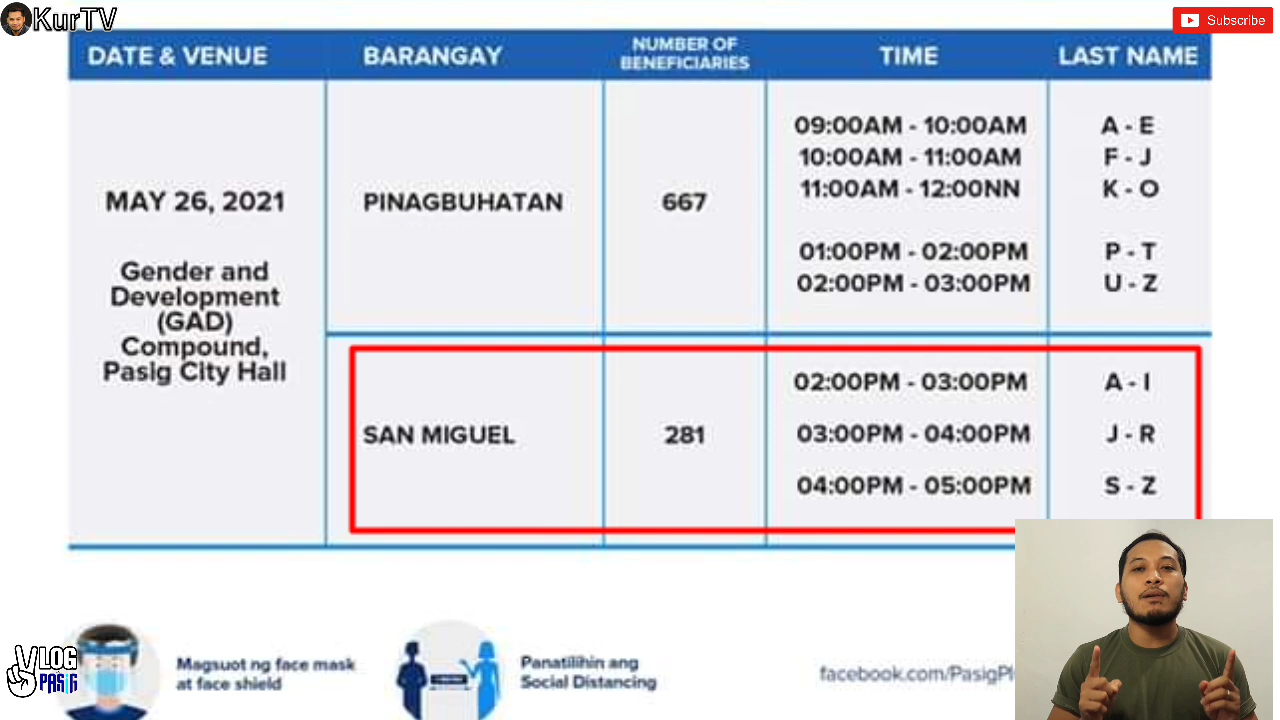 KurTV
Subscribe
DATE & VENUE
BARANGAY
NUMBER OF
BENEFICIARIES
TIME
LAST NAME
MAY 26, 2021
Gender and
Development
(GAD)
Compound,
Pasig City Hall
PINAGBUHATAN
667
09:00AM - 10:00AM A - E
10:00AM - 11:00AM F - J
11:00AM - 12:00NN K - O
01:00PM - 02:00PM P - T
02:00PM - 03:00PM U - Z
SAN MIGUEL
281
02:00PM - 03:00PM A - I
03:00PM - 04:00PM J - R
04:00PM - 05:00PM S - Z
VLOG
PASIG
Magsuot ng face mask
at face shield
Panatilihin ang
Social Distancing
facebook.com/PasigP